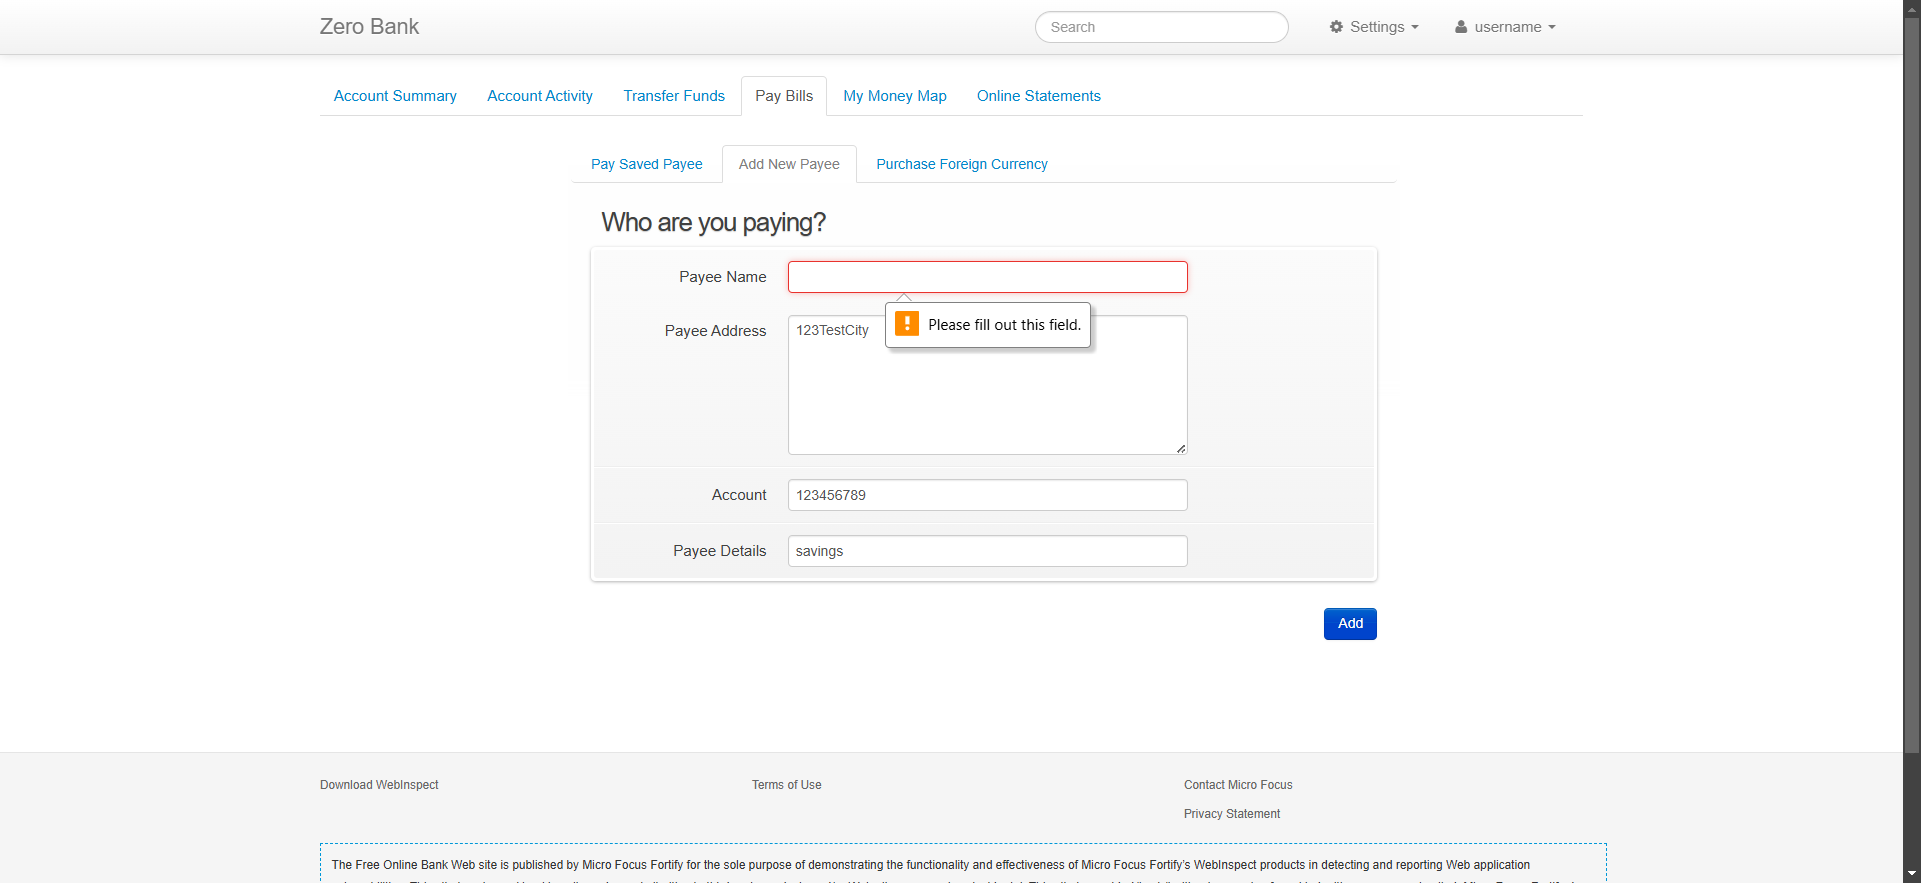 Zero Bank
Search
Settings
username
Account Summary
Account Activity
Transfer Funds
Pay Bills
My Money Map
Online Statements
Pay Saved Payee
Add New Payee
Purchase Foreign Currency
Who are you paying?
Payee Name
Please fill out this field.
Payee Address
123TestCity
Account
123456789
Payee Details
savings
Add
Download WebInspect
Terms of Use
Contact Micro Focus
Privacy Statement
The Free Online Bank Web site is published by Micro Focus Fortify for the sole purpose of demonstrating the functionality and effectiveness of Micro Focus Fortify's WebInspect products in detecting and reporting Web application